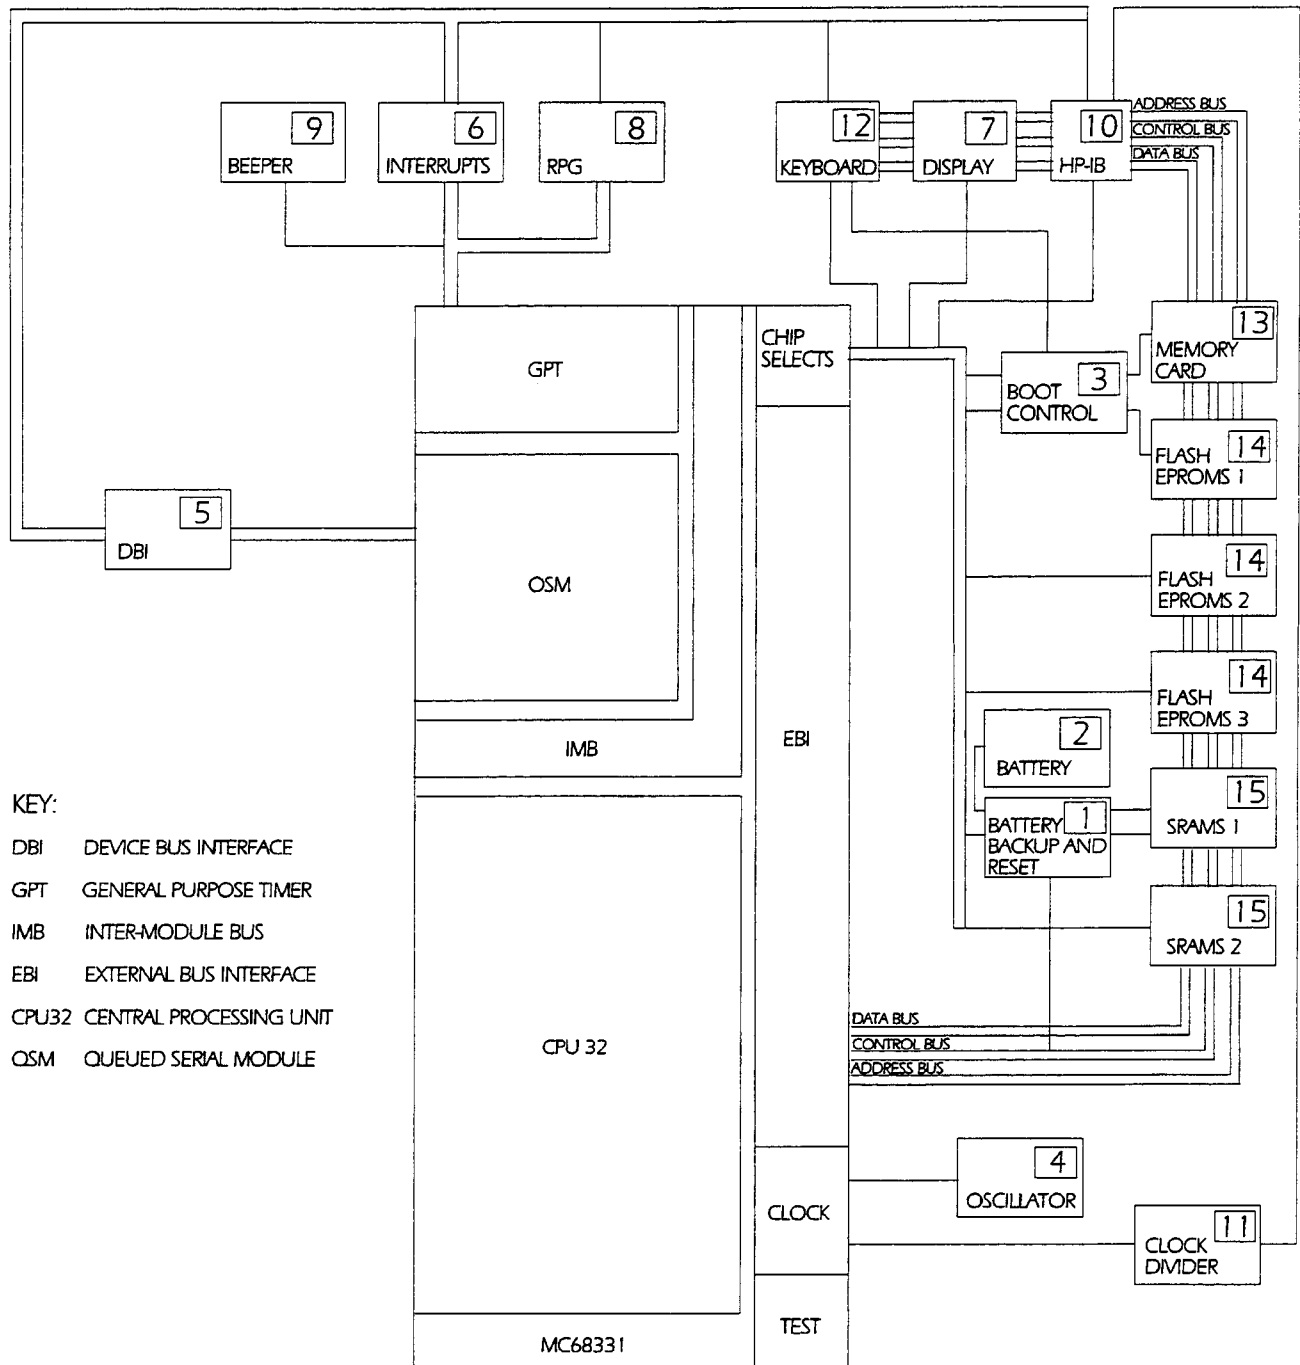 9
BEEPER
6
INTERRUPTS
8
RPG
12
KEYBOARD
7
DISPLAY
10
HP-IB
ADDRESS BUS
CONTROL BUS
DATA BUS
GPT
CHIP
SELECTS
3
BOOT
CONTROL
13
MEMORY
CARD
14
FLASH
EPROMS 1
5
DBI
QSM
14
FLASH
EPROMS 2
14
FLASH
EPROMS 3
IMB
EBI
2
BATTERY
1
BATTERY
BACKUP AND
RESET
15
SRAMS 1
15
SRAMS 2
KEY:
DBI DEVICE BUS INTERFACE
GPT GENERAL PURPOSE TIMER
IMB INTER-MODULE BUS
EBI EXTERNAL BUS INTERFACE
CPU32 CENTRAL PROCESSING UNIT
QSM QUEUED SERIAL MODULE
CPU 32
DATA BUS
CONTROL BUS
ADDRESS BUS
4
OSCILLATOR
CLOCK
11
CLOCK
DIVIDER
TEST
MC68331